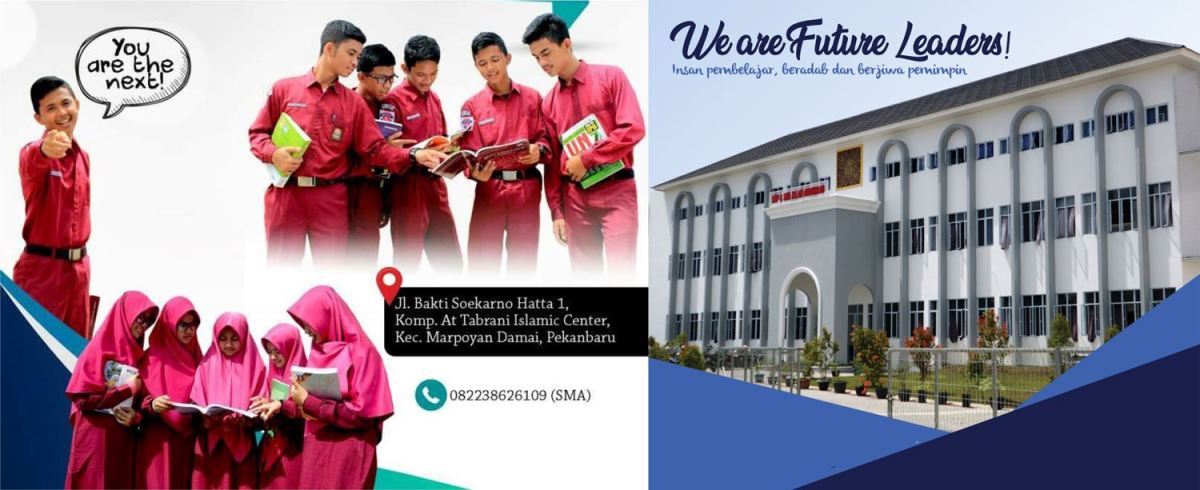 You
are the
next!
Jl. Bakti Soekarno Hatta 1,
Komp. At Tabrani Islamic Center,
Kec. Marpoyan Damai, Pekanbaru
082238626109 (SMA)
We are Future Leaders!
Insan pembelajar, beradab dan berjiwa pemimpin
UN